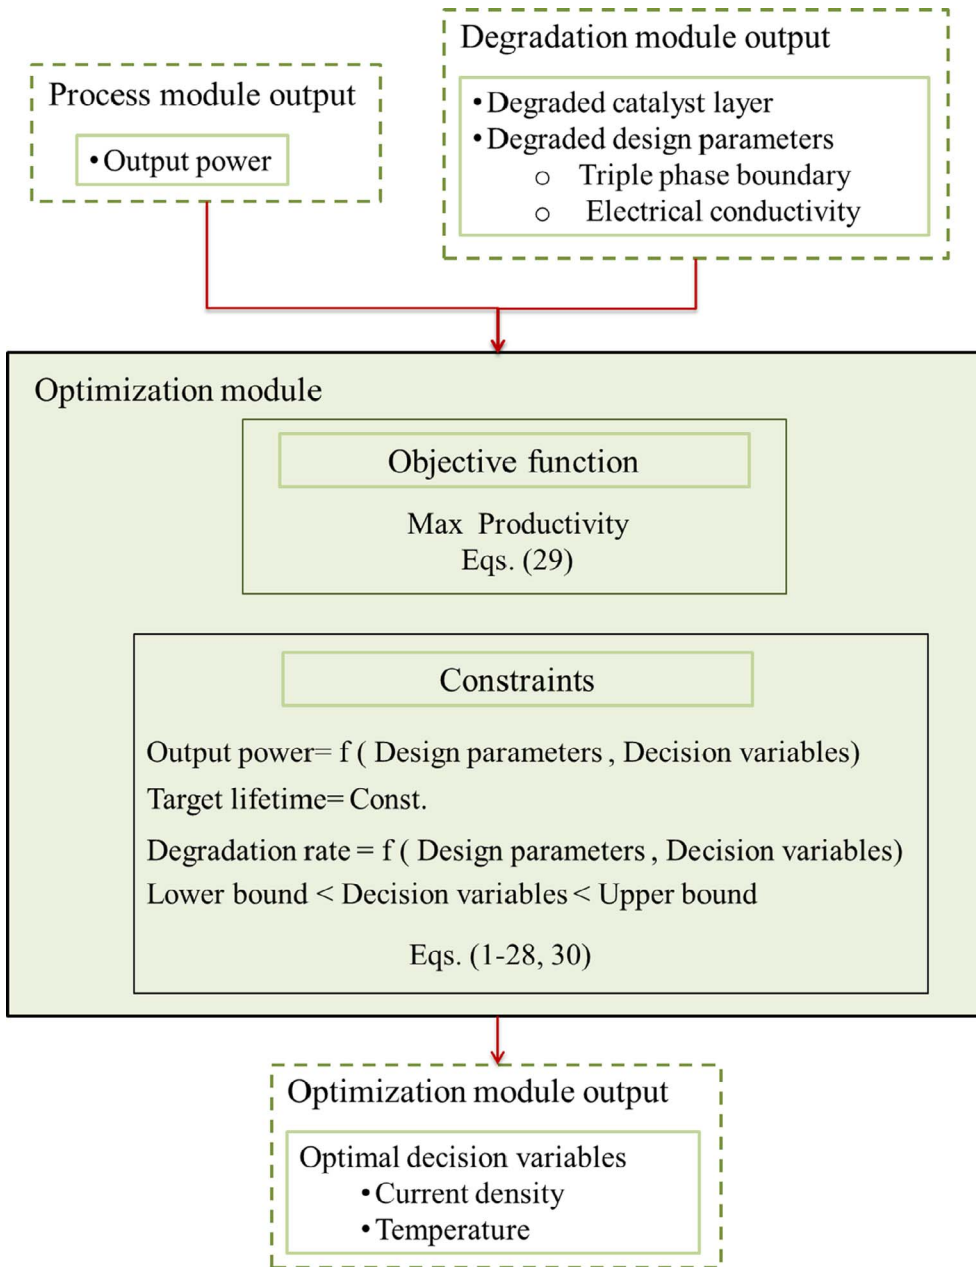 Process module output
•Output power
Degradation module output
•Degraded catalyst layer
•Degraded design parameters
o Triple phase boundary
o Electrical conductivity
Optimization module
Objective function
Max Productivity
Eqs. (29)
Constraints
Output power= f ( Design parameters , Decision variables)
Target lifetime= Const.
Degradation rate = f ( Design parameters , Decision variables)
Lower bound < Decision variables < Upper bound
Eqs. (1-28, 30)
Optimization module output
Optimal decision variables
•Current density
•Temperature